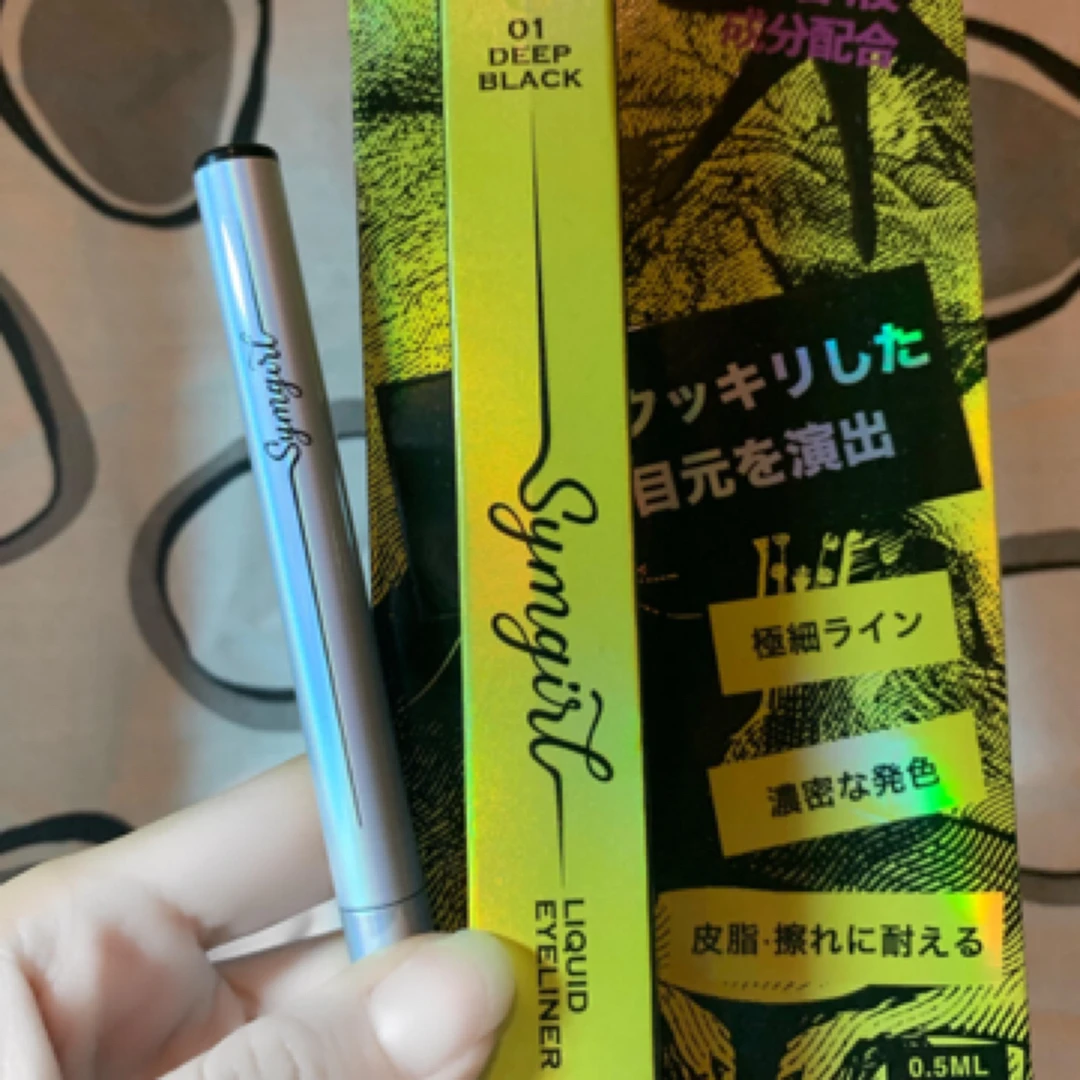 01
DEEP
BLACK
Symgirl
LIQUID
EYELINER
Symgirl
成分配合
クッキリした
目元を演出
極細ライン
濃密な発色
皮脂·擦れに耐える
0.5ML